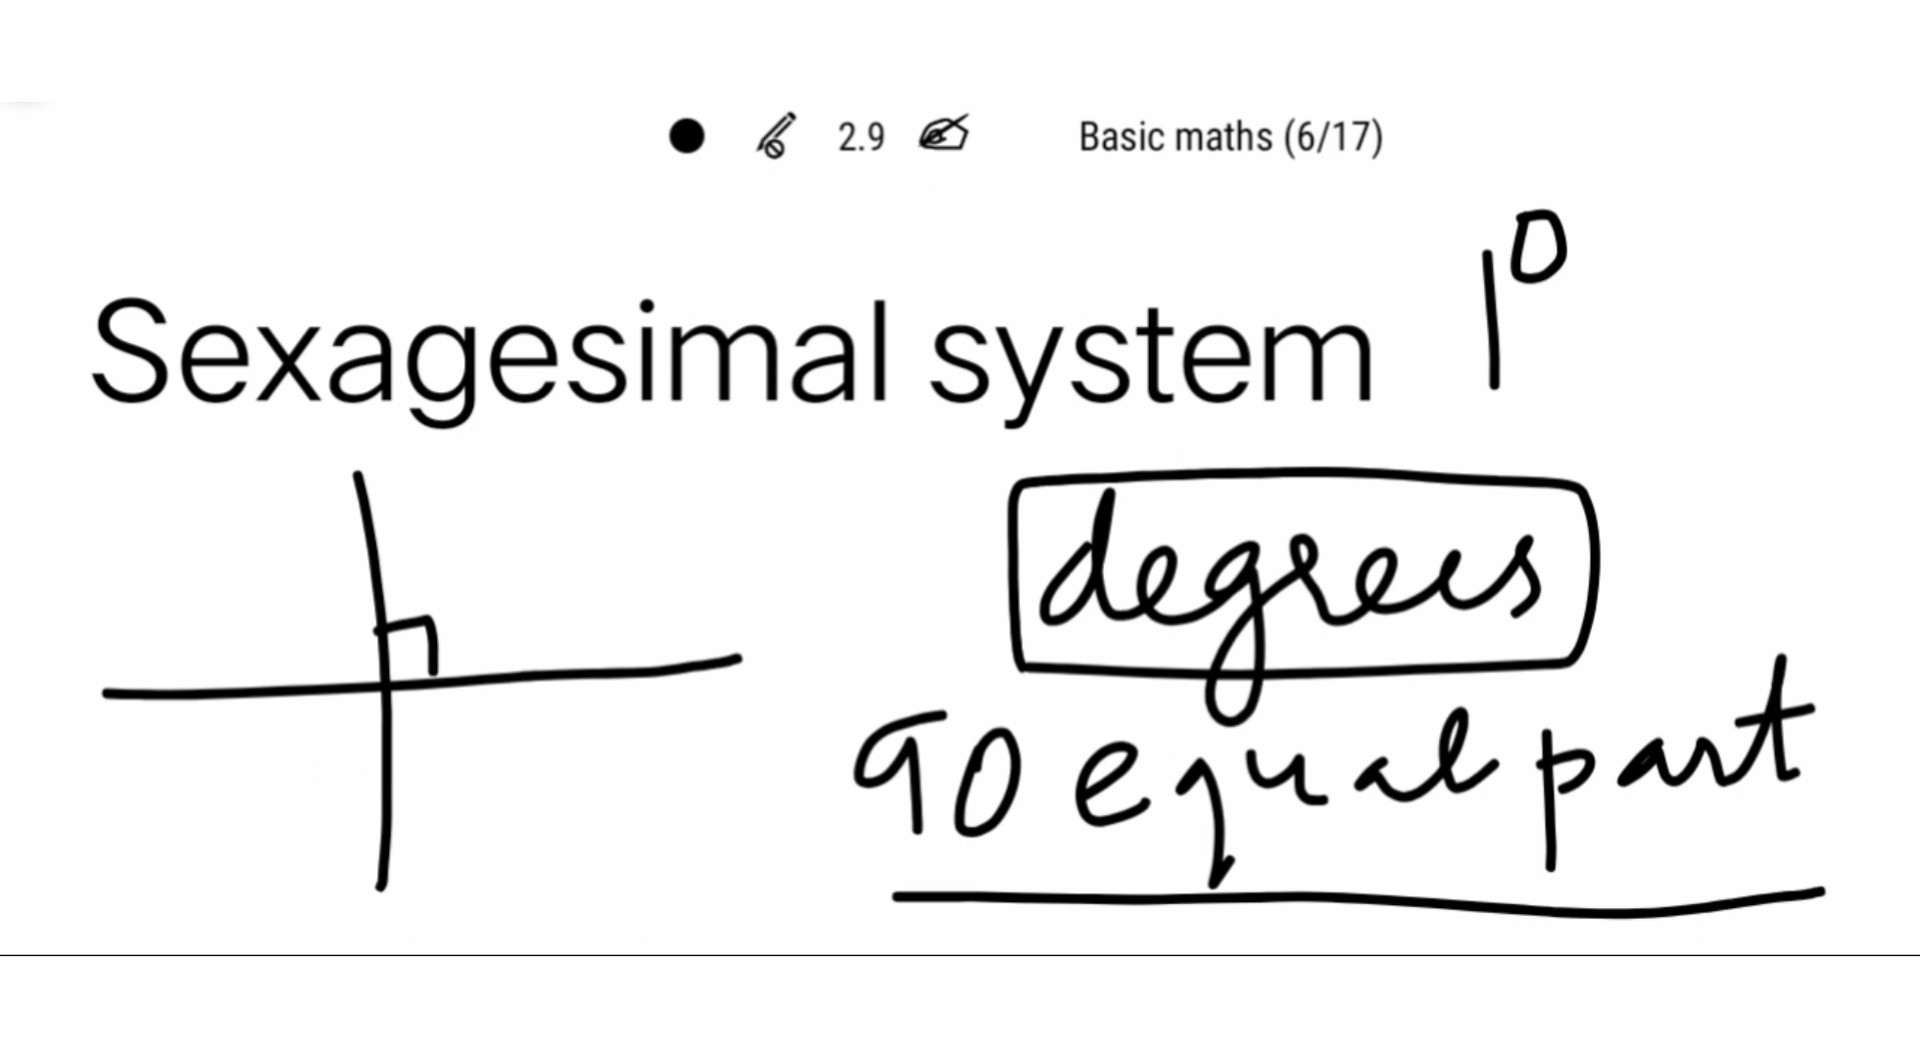 2.9 Basic maths (6/17)
Sexagesimal system 1°
degrees
90 equal part